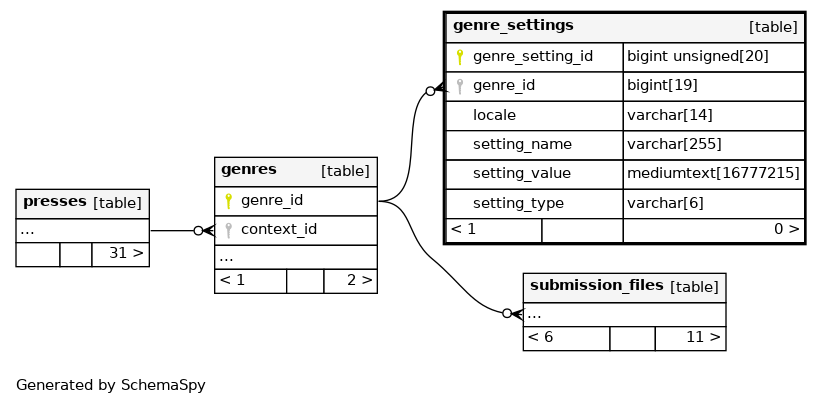 genre_settings [table]
genre_setting_id bigint unsigned[20]
genre_id bigint[19]
locale varchar[14]
setting_name varchar[255]
setting_value mediumtext[16777215]
setting_type varchar[6]
< 1 0 >
genres [table]
genre_id
context_id
...
< 1 2 >
presses [table]
...
31 >
submission_files [table]
...
< 6 11 >
Generated by SchemaSpy